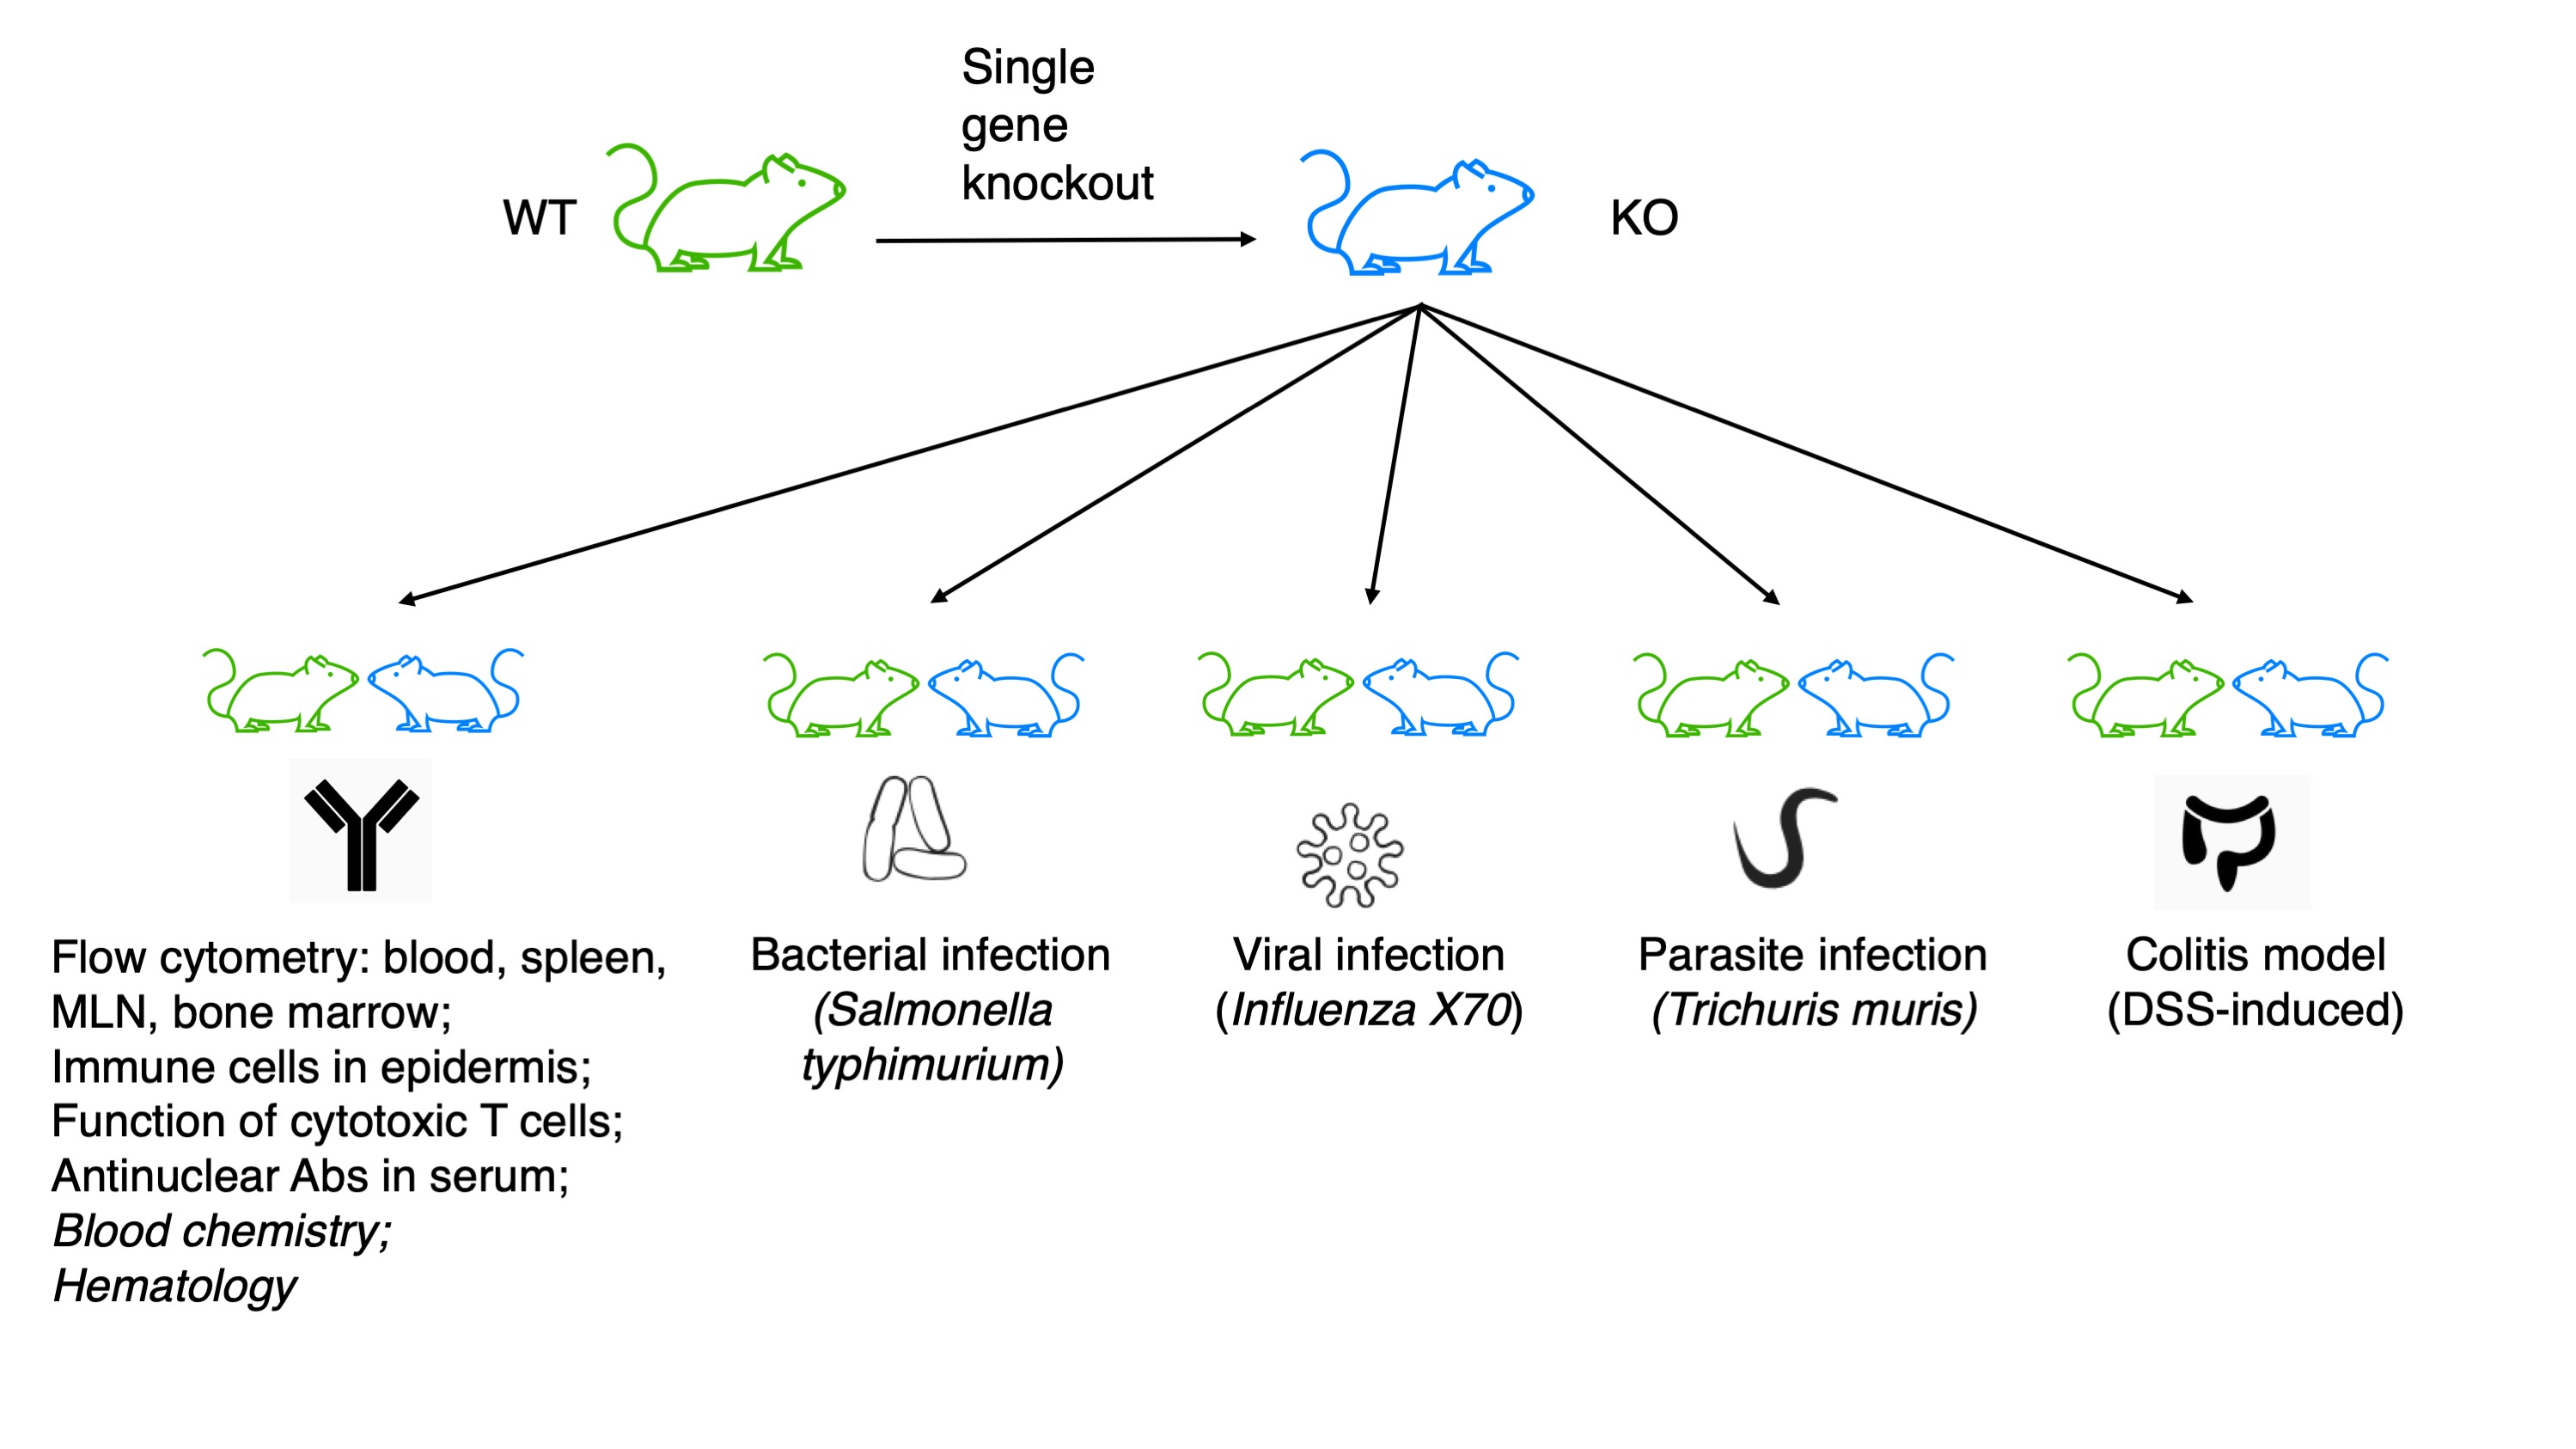 Single
gene
knockout
WT
KO
Flow cytometry: blood, spleen,
MLN, bone marrow;
Immune cells in epidermis;
Function of cytotoxic T cells;
Antinuclear Abs in serum;
Blood chemistry;
Hematology
Bacterial infection
(Salmonella
typhimurium)
Viral infection
(Influenza X70)
Parasite infection
(Trichuris muris)
Colitis model
(DSS-induced)